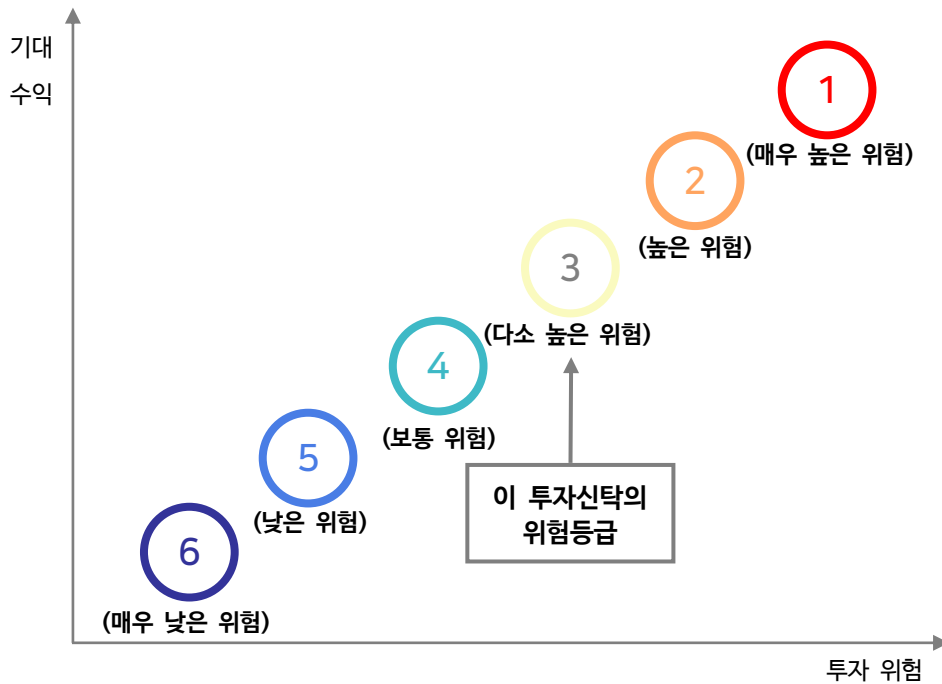 기대
수익
1
(매우 높은 위험)
2
(높은 위험)
3
(다소 높은 위험)
4
(보통 위험)
5
(낮은 위험)
6
(매우 낮은 위험)
이 투자신탁의
위험등급
투자 위험